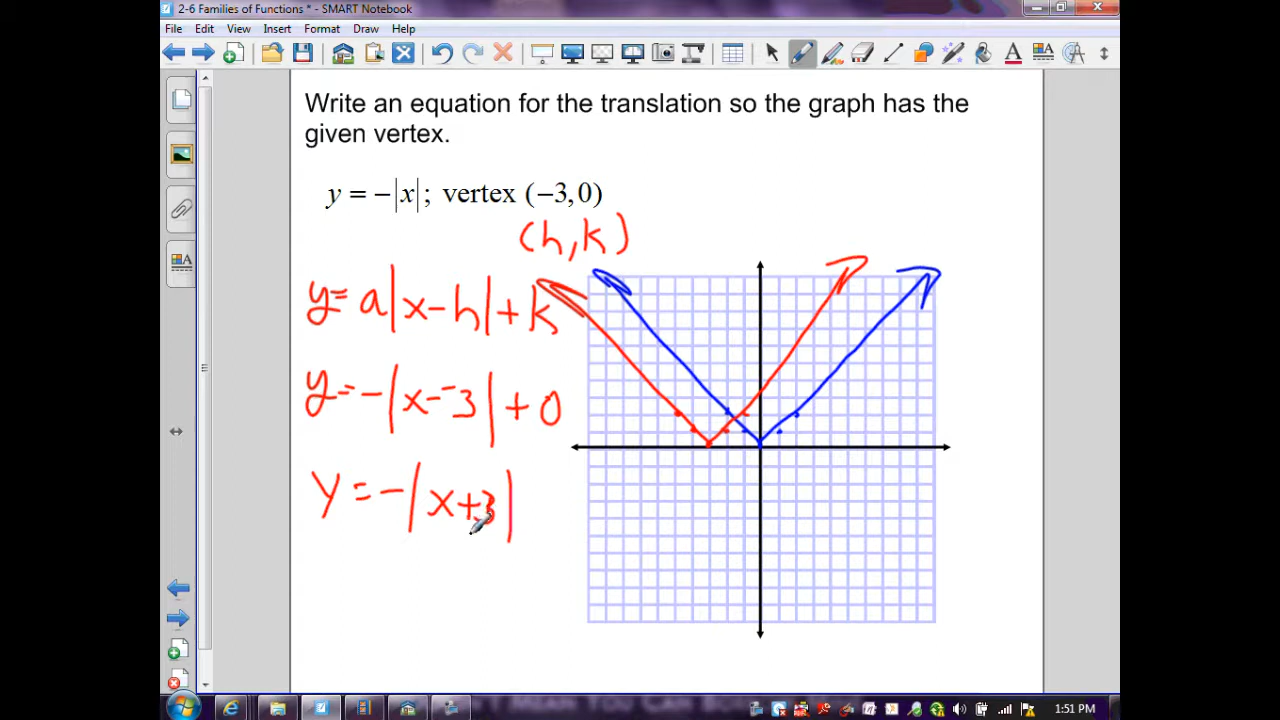 2-6 Families of Functions * - SMART Notebook
File Edit View Insert Format Draw Help
Write an equation for the translation so the graph has the
given vertex.
y = −|x|; vertex (−3,0)
(h,k)
y= a|x-h|+k
y=-|x--3|+0
y=-|x+3|
1:51 PM